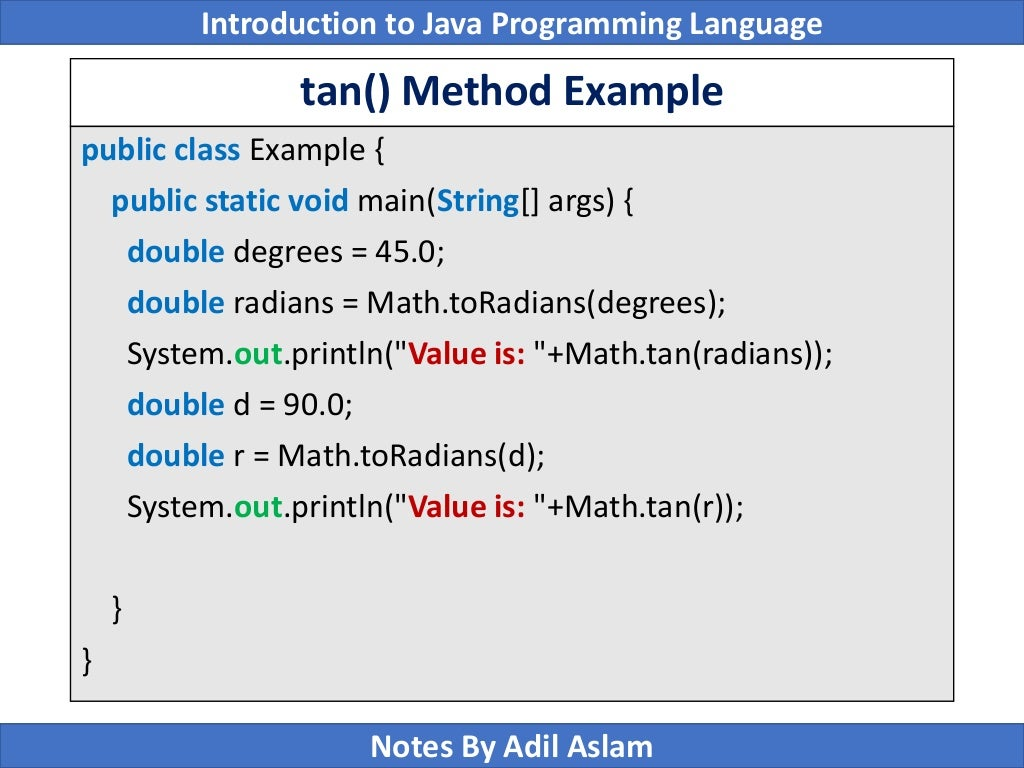 Introduction to Java Programming Language
tan() Method Example
public class Example {
public static void main(String[] args) {
double degrees = 45.0;
double radians = Math.toRadians(degrees);
System.out.println("Value is: "+Math.tan(radians));
double d = 90.0;
double r = Math.toRadians(d);
System.out.println("Value is: "+Math.tan(r));
}
}
Notes By Adil Aslam